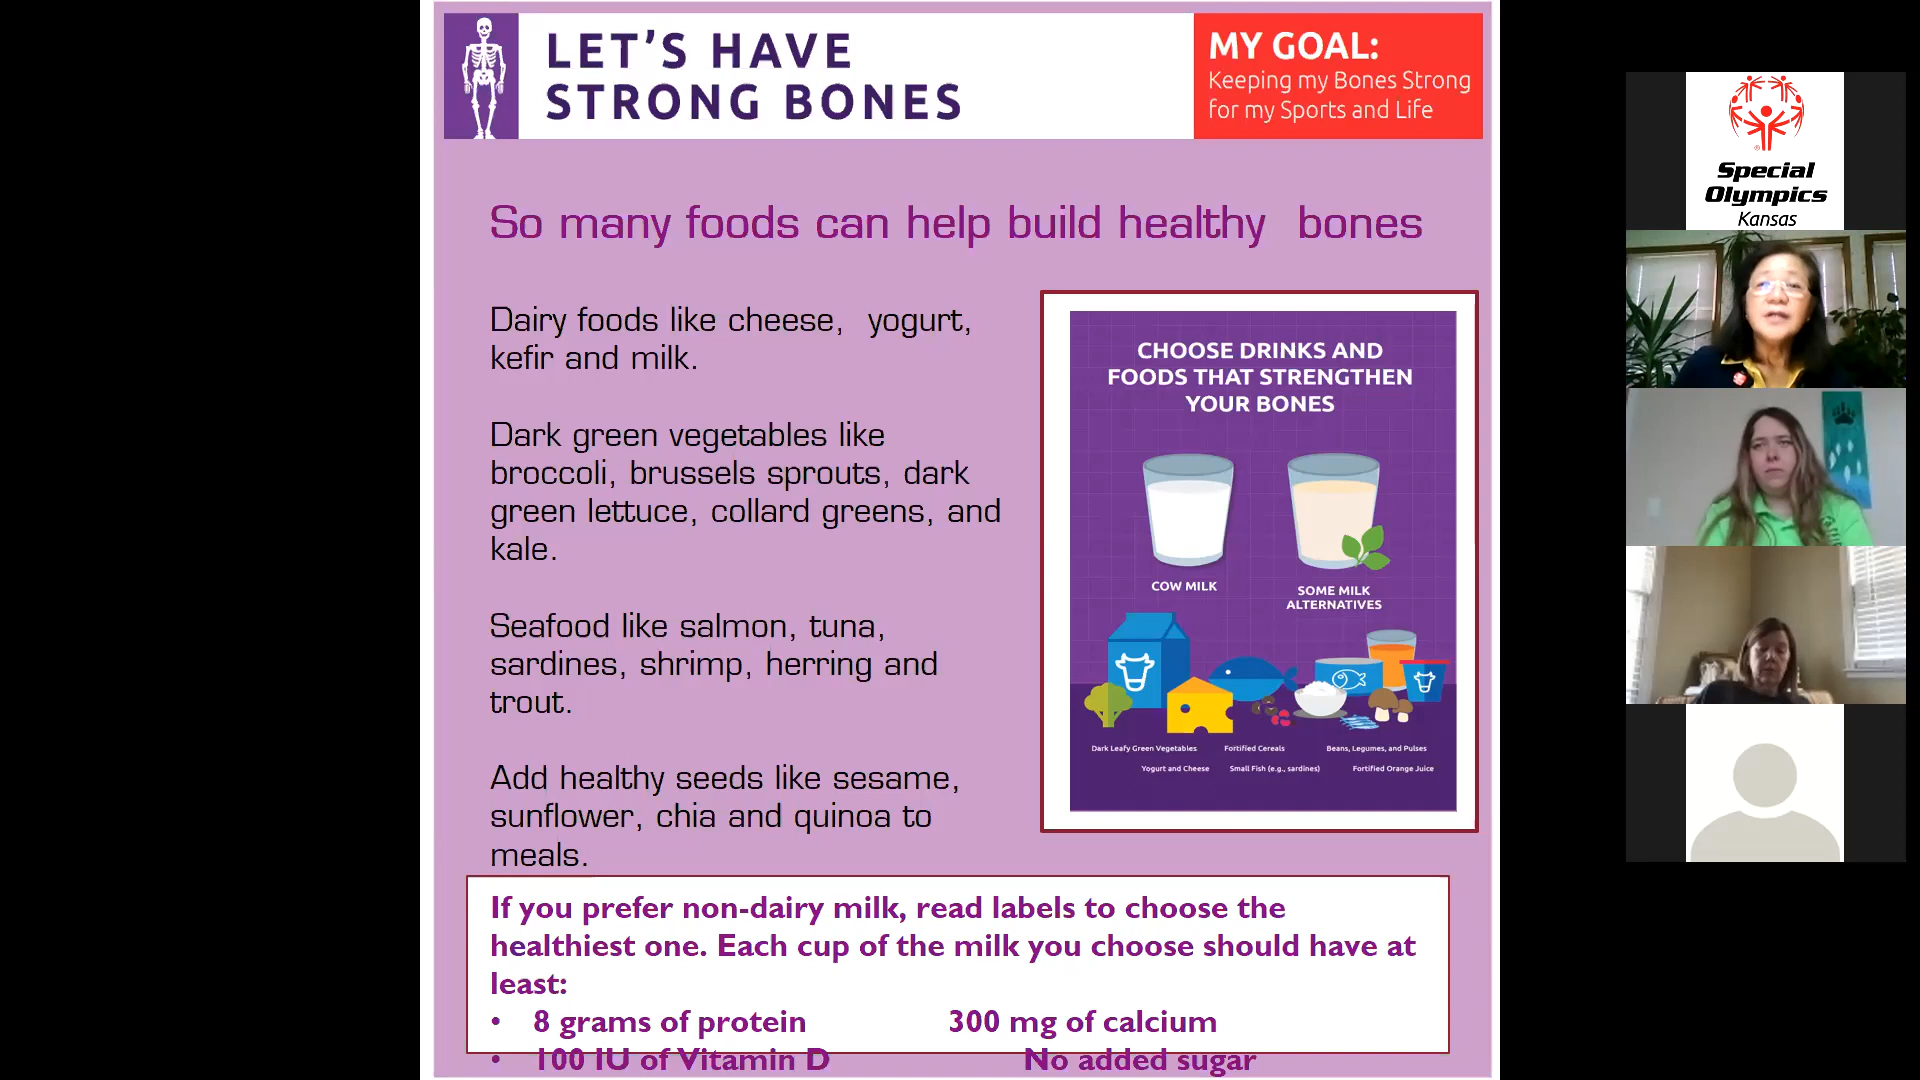 LET'S HAVE
STRONG BONES
MY GOAL:
Keeping my Bones Strong
for my Sports and Life
So many foods can help build healthy bones
Dairy foods like cheese, yogurt,
kefir and milk.
Dark green vegetables like
broccoli, brussels sprouts, dark
green lettuce, collard greens, and
kale.
Seafood like salmon, tuna,
sardines, shrimp, herring and
trout.
Add healthy seeds like sesame,
sunflower, chia and quinoa to
meals.
CHOOSE DRINKS AND
FOODS THAT STRENGTHEN
YOUR BONES
COW MILK
SOME MILK
ALTERNATIVES
Dark Leafy Green Vegetables Fortified Cereals Beans, Legumes, and Pulses
Yogurt and Cheese Small Fish (e.g., sardines) Fortified Orange Juice
If you prefer non-dairy milk, read labels to choose the
healthiest one. Each cup of the milk you choose should have at
least:
• 8 grams of protein 300 mg of calcium
• 100 IU of Vitamin D No added sugar
Special
Olympics
Kansas